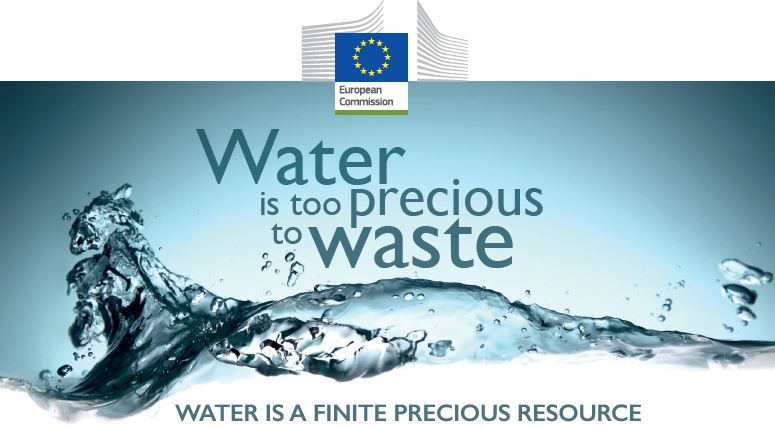 European
Commission
Water
is too precious
to waste
WATER IS A FINITE PRECIOUS RESOURCE